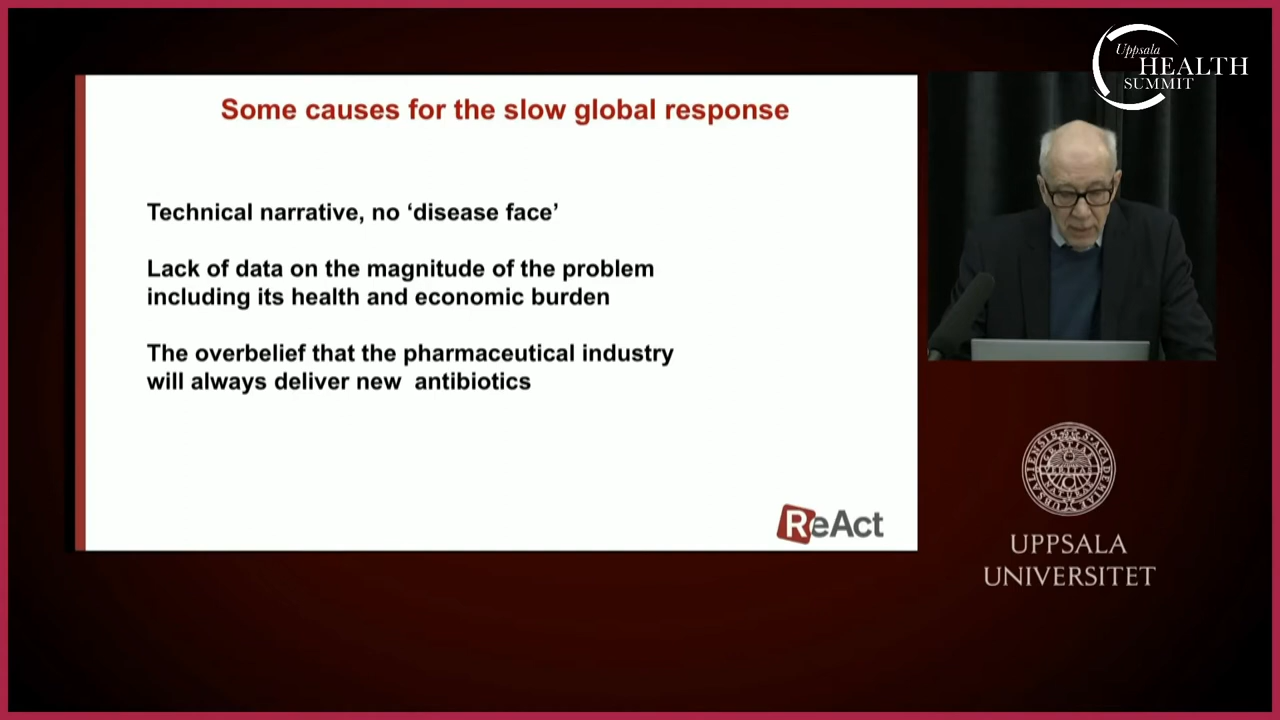 Uppsala
HEALTH
SUMMIT
Some causes for the slow global response
Technical narrative, no ‘disease face’
Lack of data on the magnitude of the problem
including its health and economic burden
The overbelief that the pharmaceutical industry
will always deliver new  antibiotics
ReAct
UPPSALA
UNIVERSITET